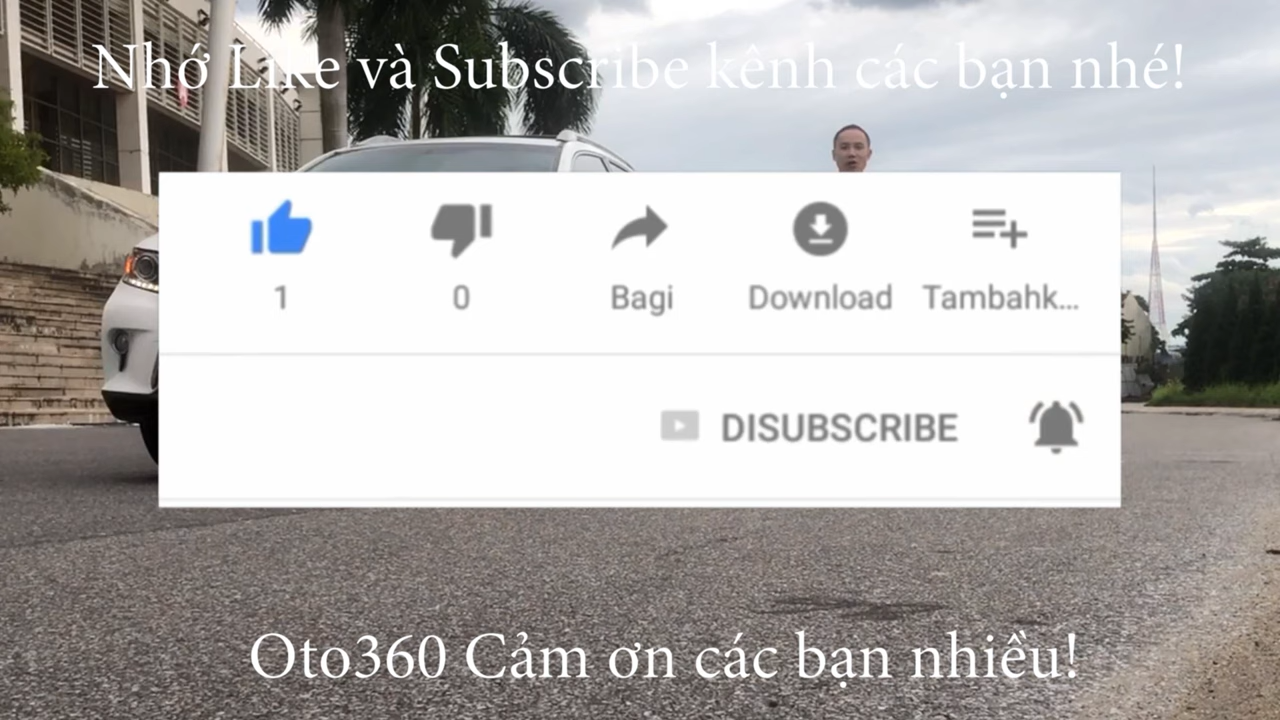 Nhớ Like và Subscribe kênh các bạn nhé!
1 0 Bagi Download Tambahk...
DISUBSCRIBE
Oto360 Cảm ơn các bạn nhiều!